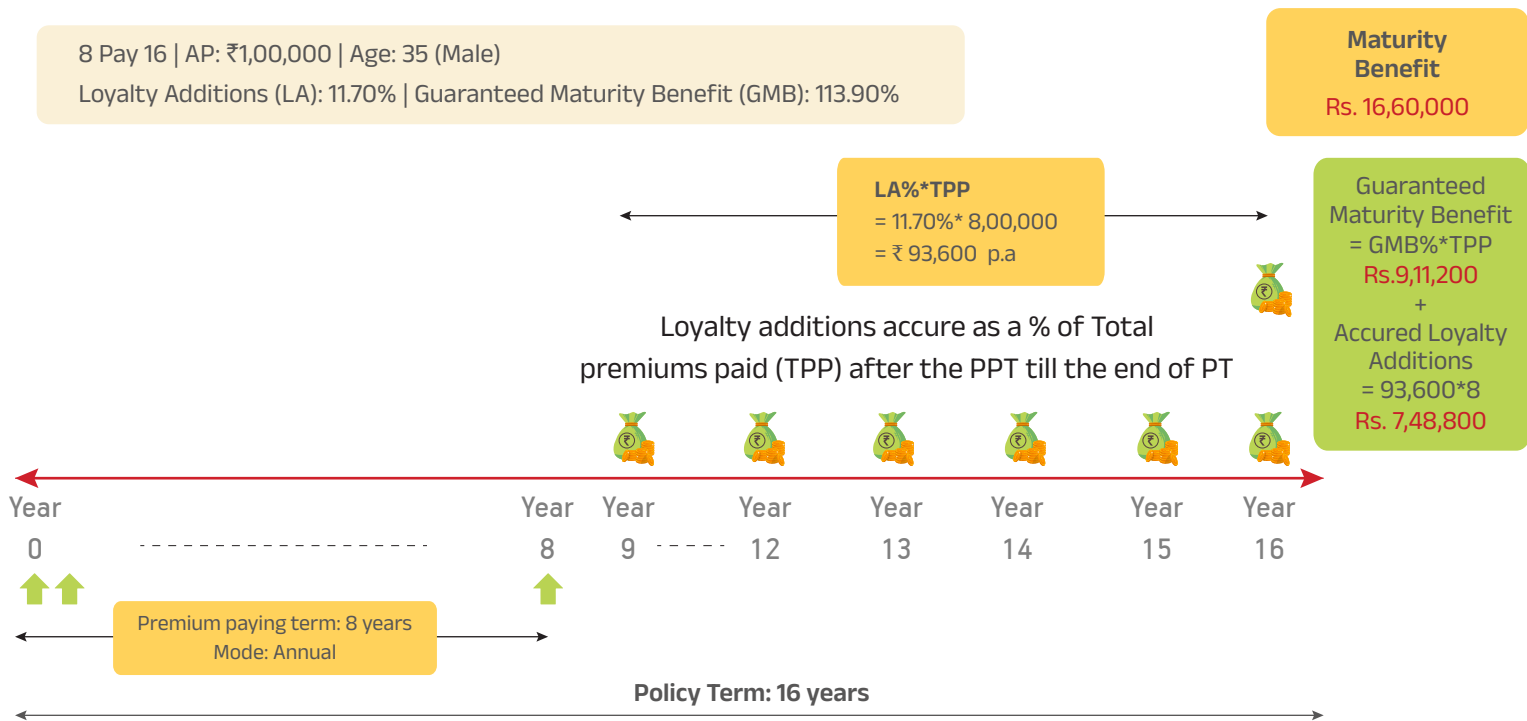 8 Pay 16 | AP: ₹1,00,000 | Age: 35 (Male)
Loyalty Additions (LA): 11.70% | Guaranteed Maturity Benefit (GMB): 113.90%
Maturity
Benefit
Rs. 16,60,000
LA%*TPP
= 11.70%* 8,00,000
= ₹ 93,600 p.a
Guaranteed
Maturity Benefit
= GMB%*TPP
Rs.9,11,200
+
Accured Loyalty
Additions
= 93,600*8
Rs. 7,48,800
₹
Loyalty additions accure as a % of Total
premiums paid (TPP) after the PPT till the end of PT
₹ ₹ ₹ ₹ ₹ ₹
Year Year Year Year Year Year Year Year
0 8 9 12 13 14 15 16
Premium paying term: 8 years
Mode: Annual
Policy Term: 16 years